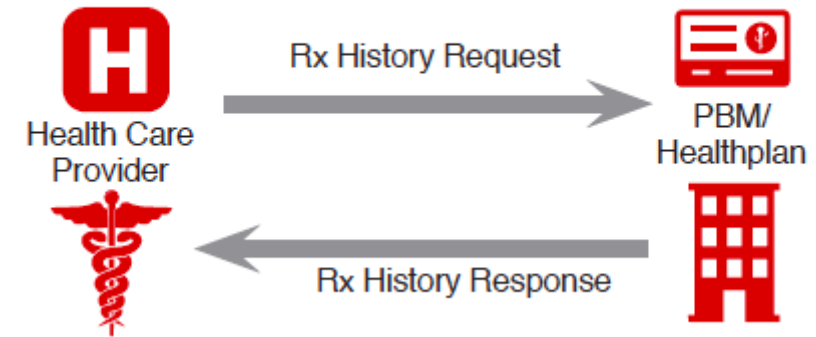 H
Rx History Request
Health Care
Provider
PBM/
Healthplan
Rx History Response